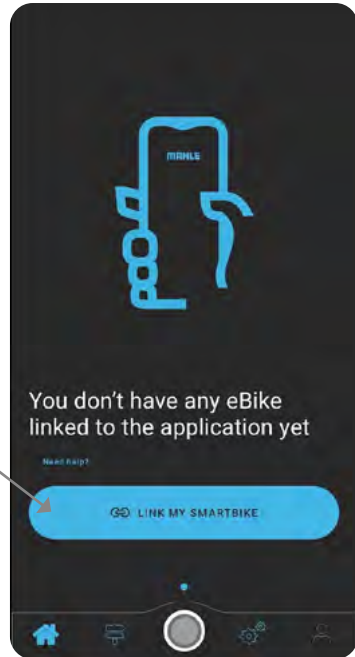 MAHLE
You don't have any eBike
linked to the application yet
Need help?
LINK MY SMARTBIKE